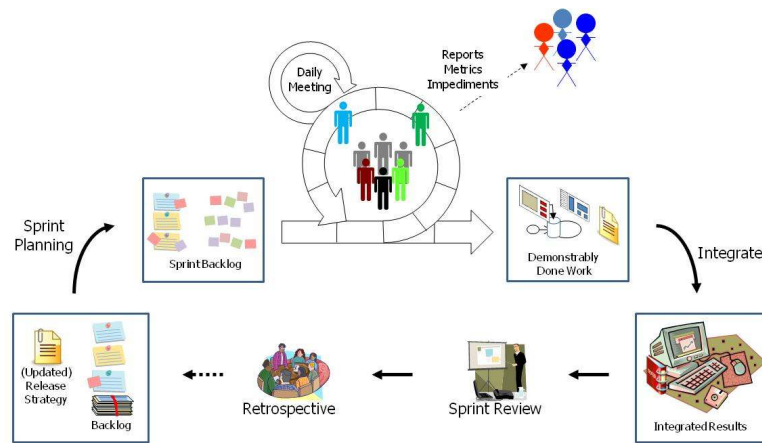 Daily
Meeting
Reports
Metrics
Impediments
Sprint
Planning
Sprint Backlog
Demonstrably
Done Work
Integrate
(Updated)
Release
Strategy
Backlog
Retrospective
Sprint Review
Integrated Results